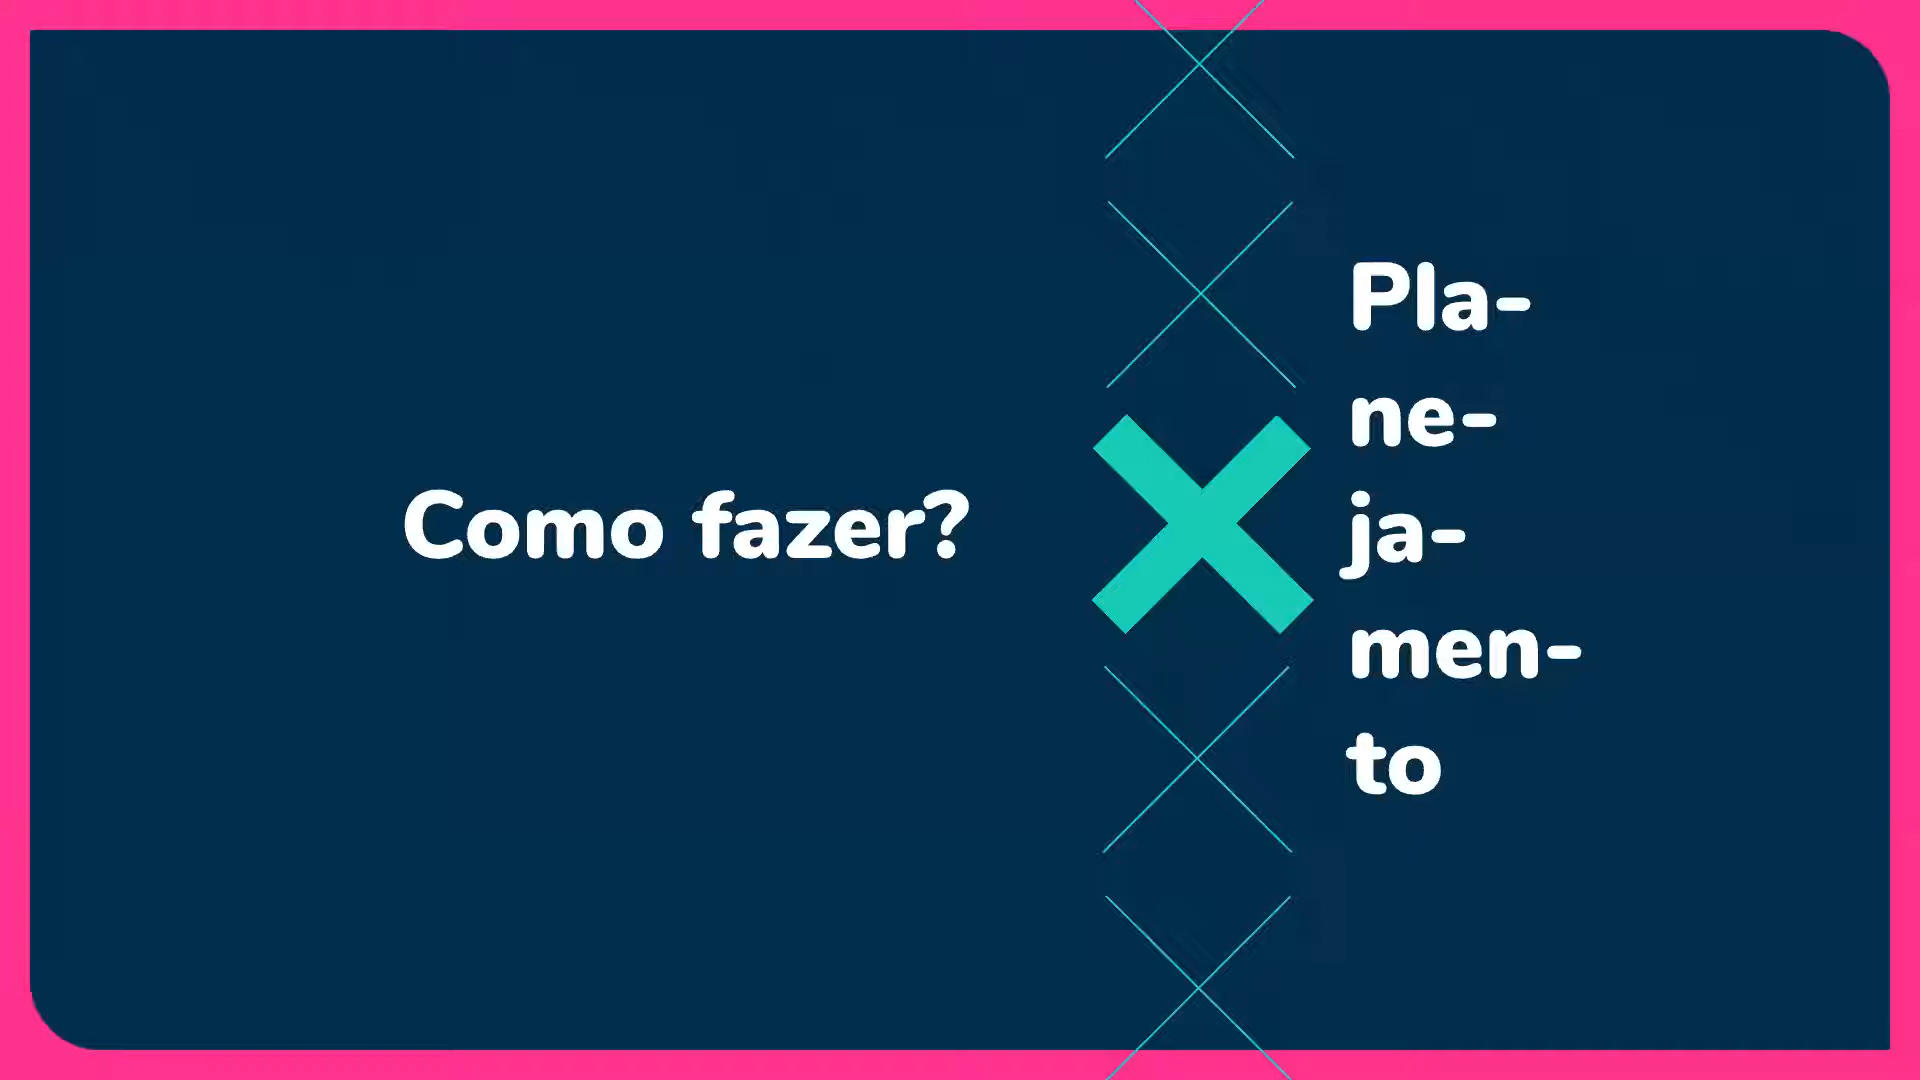 Como fazer?
Pla-
ne-
ja-
men-
to